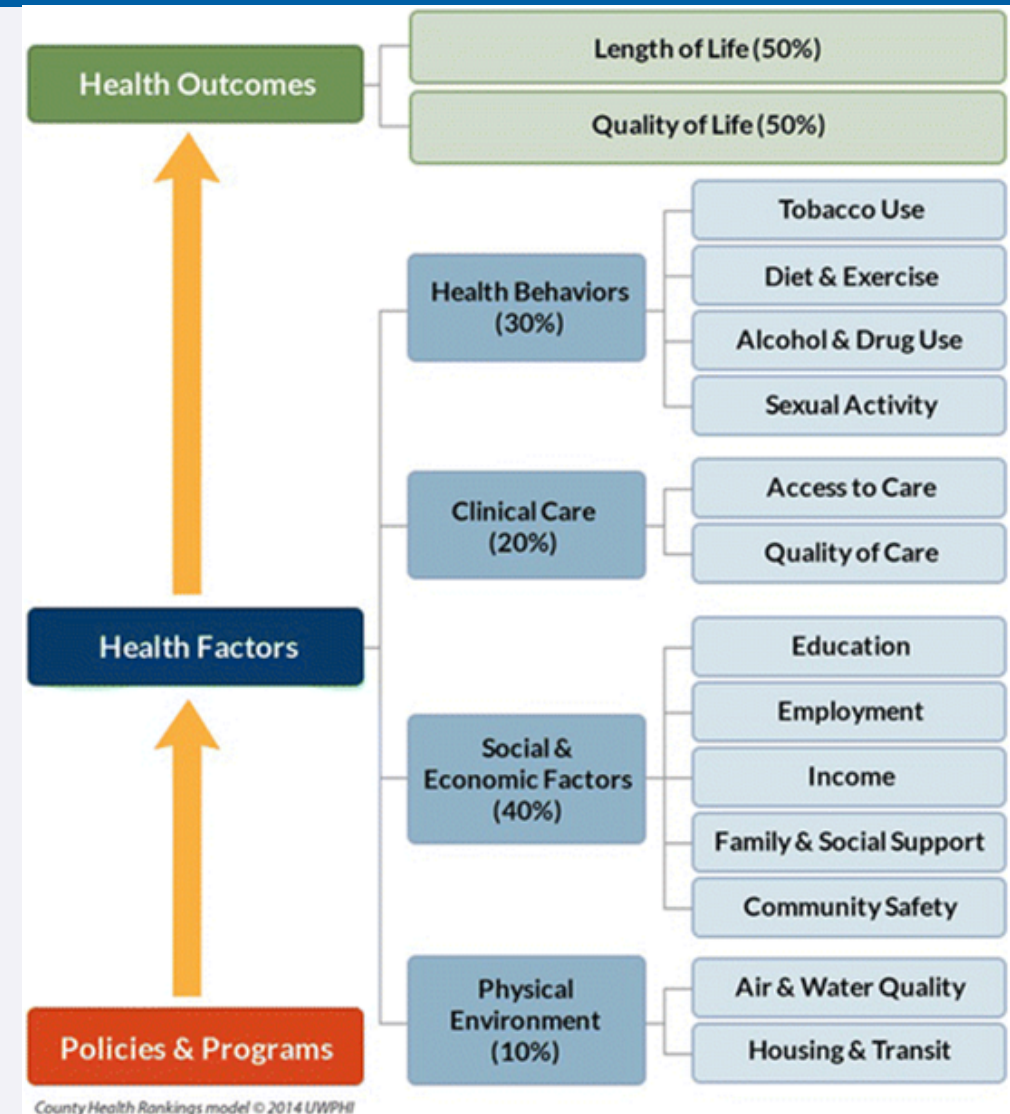 Health Outcomes
Length of Life (50%)
Quality of Life (50%)
Health Behaviors
(30%)
Tobacco Use
Diet & Exercise
Alcohol & Drug Use
Sexual Activity
Clinical Care
(20%)
Access to Care
Quality of Care
Health Factors
Social &
Economic Factors
(40%)
Education
Employment
Income
Family & Social Support
Community Safety
Physical
Environment
(10%)
Air & Water Quality
Housing & Transit
Policies & Programs
County Health Rankings model © 2014 UWPHI